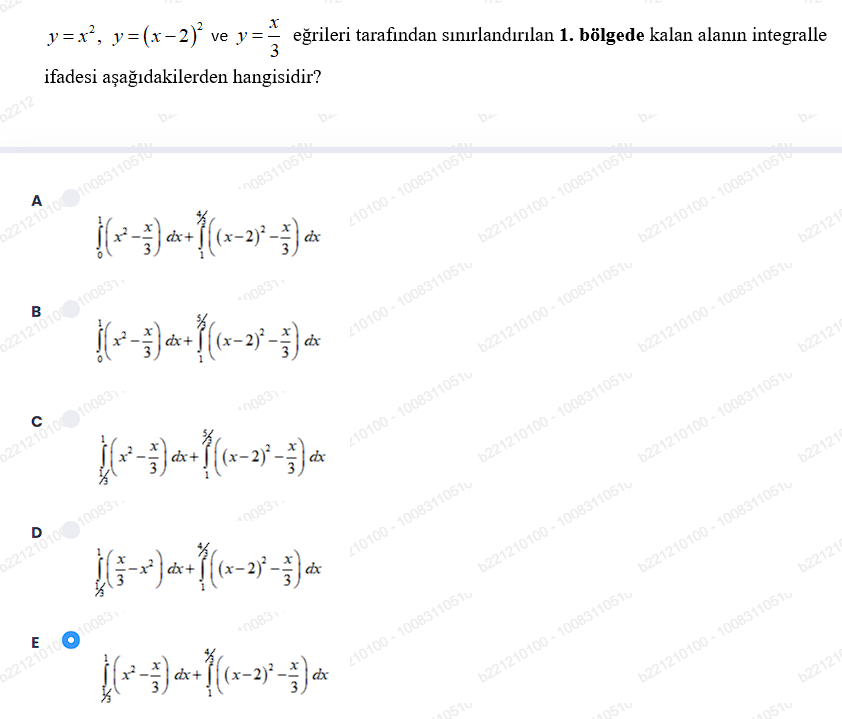 y = x², y = (x−2)² ve y = x/3 eğrileri tarafından sınırlandırılan 1. bölgede kalan alanın integralle
ifadesi aşağıdakilerden hangisidir?
A
∫₀¹ (x² − x/3) dx + ∫₁^{4/3} ((x−2)² − x/3) dx
B
∫₀¹ (x² − x/3) dx + ∫₁^{5/3} ((x−2)² − x/3) dx
C
∫_{1/3}¹ (x² − x/3) dx + ∫₁^{5/3} ((x−2)² − x/3) dx
D
∫_{1/3}¹ (x/3 − x²) dx + ∫₁^{4/3} ((x−2)² − x/3) dx
E
∫_{1/3}¹ (x² − x/3) dx + ∫₁^{4/3} ((x−2)² − x/3) dx